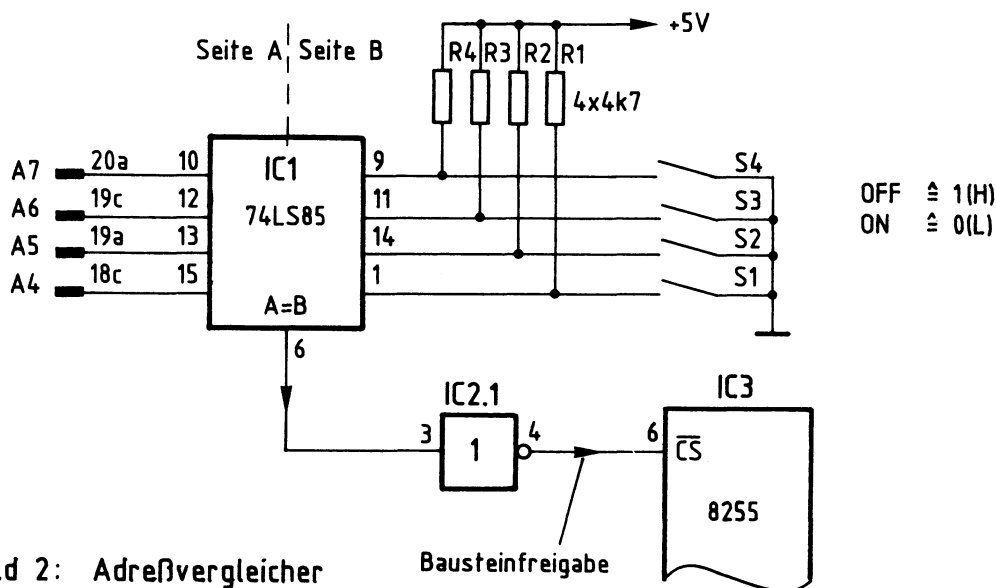 +5V
Seite A Seite B
R4 R3 R2 R1
4x4k7
A7 20a 10 IC1 9 S4
A6 19c 12 74LS85 11 S3
A5 19a 13 14 S2
A4 18c 15 1 S1
A=B
6
OFF ≙ 1(H)
ON ≙ 0(L)
IC2.1
IC3
3 1 4 6 CS
8255
Bausteinfreigabe
d 2: Adreßvergleicher